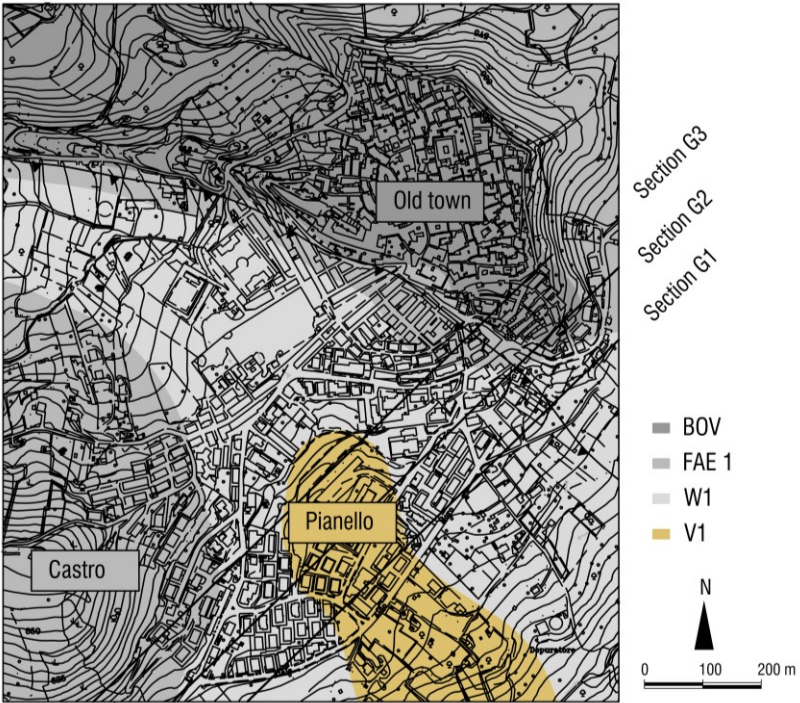 Old town
Section G3
Section G2
Section G1
Pianello
Castro
Depuratore
BOV
FAE 1
W1
V1
N
0 100 200 m